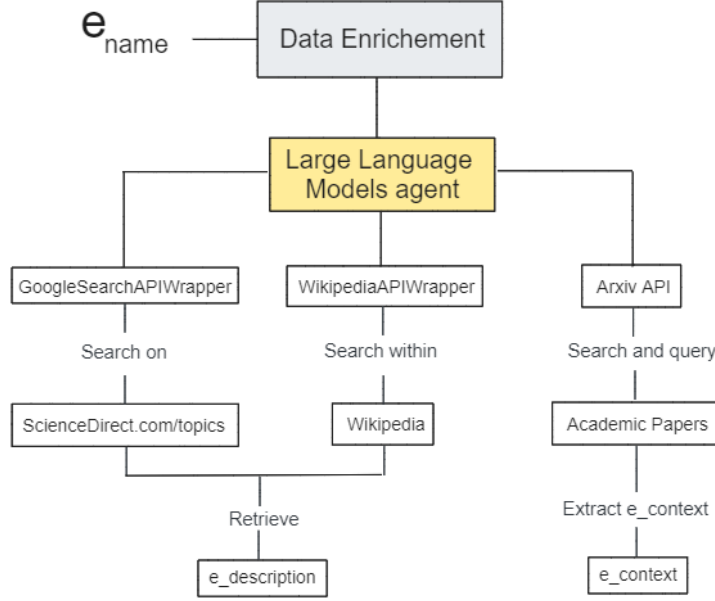 e name
Data Enrichement
Large Language
Models agent
GoogleSearchAPIWrapper
WikipediaAPIWrapper
Arxiv API
Search on
Search within
Search and query
ScienceDirect.com/topics
Wikipedia
Academic Papers
Retrieve
Extract e_context
e_description
e_context